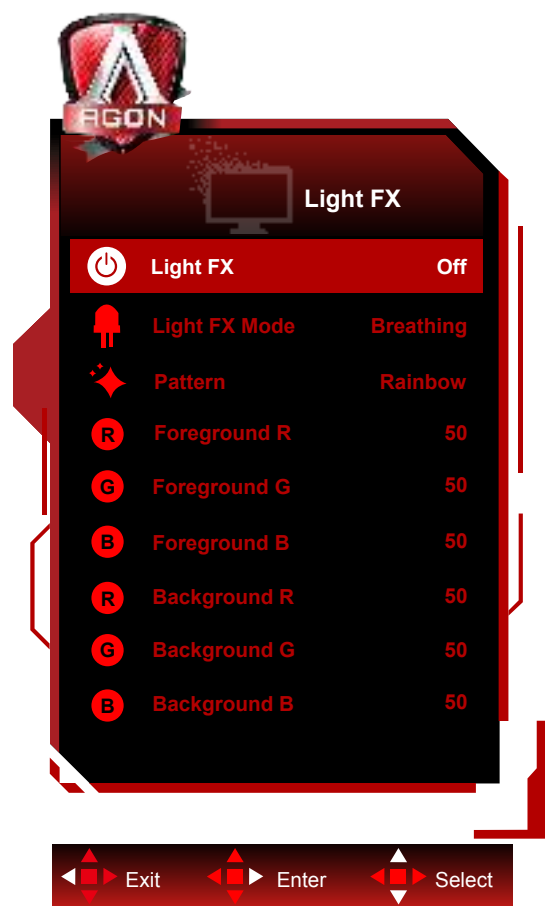 AGON
Light FX
Light FX Off
Light FX Mode Breathing
Pattern Rainbow
R Foreground R 50
G Foreground G 50
B Foreground B 50
R Background R 50
G Background G 50
B Background B 50
Exit Enter Select